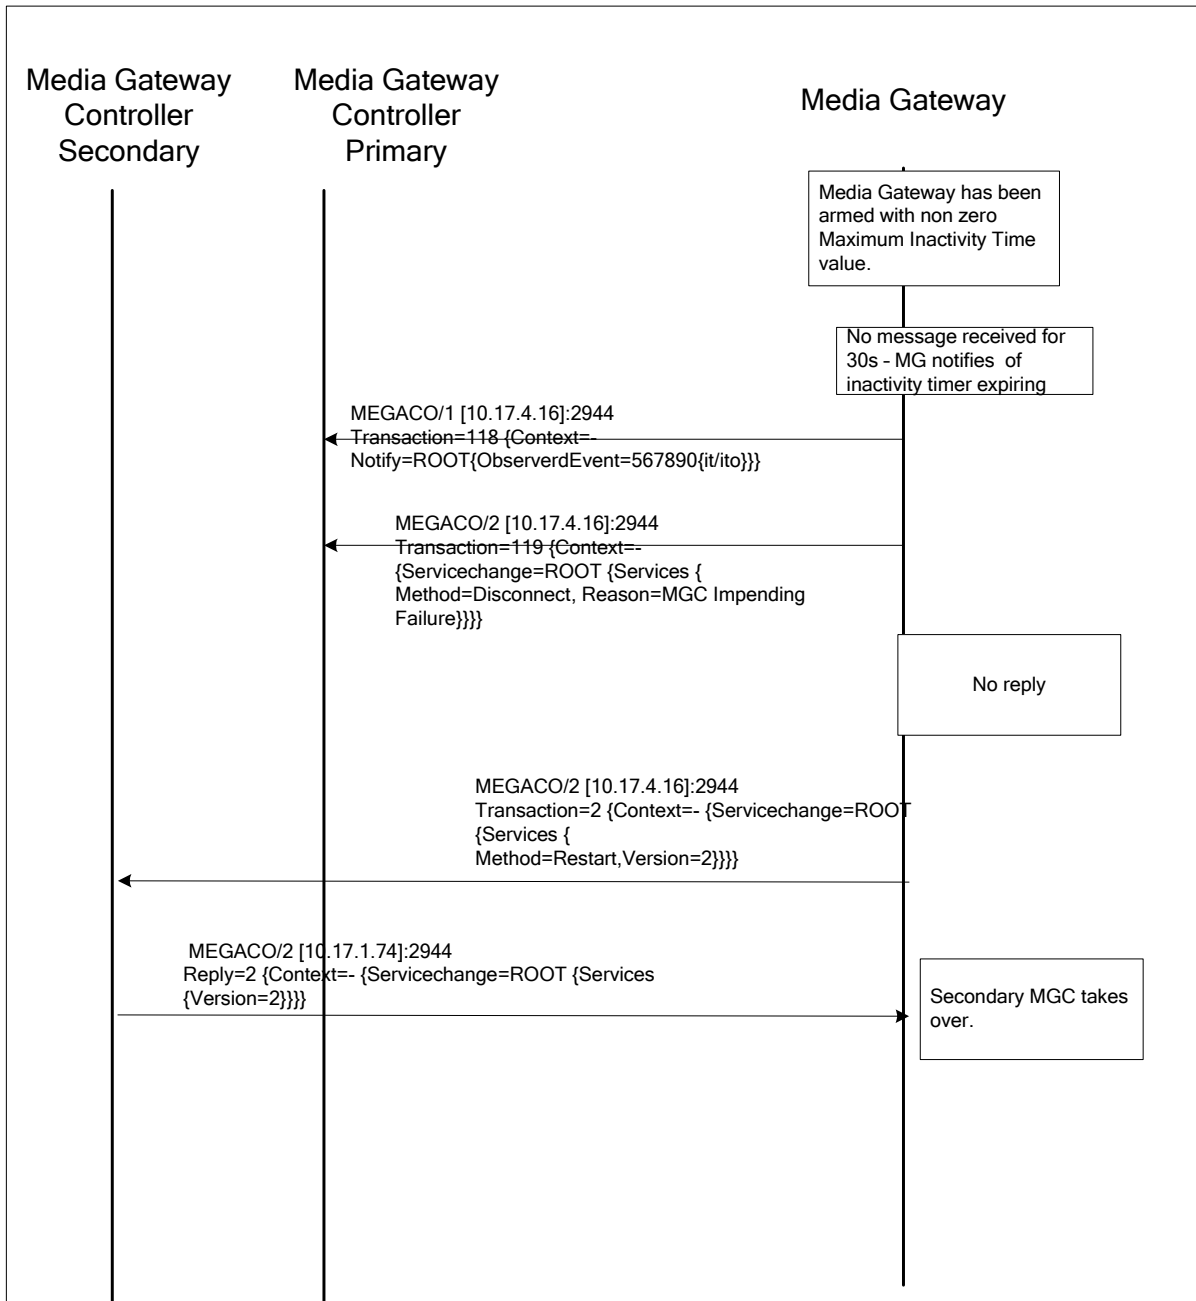 Media Gateway
Controller
Secondary
Media Gateway
Controller
Primary
Media Gateway
Media Gateway has been
armed with non zero
Maximum Inactivity Time
value.
No message received for
30s - MG notifies of
inactivity timer expiring
MEGACO/1 [10.17.4.16]:2944
Transaction=118 {Context=-
Notify=ROOT{ObserverdEvent=567890{it/ito}}}
MEGACO/2 [10.17.4.16]:2944
Transaction=119 {Context=-
{Servicechange=ROOT {Services {
Method=Disconnect, Reason=MGC Impending
Failure}}}}
No reply
MEGACO/2 [10.17.4.16]:2944
Transaction=2 {Context=- {Servicechange=ROOT
{Services {
Method=Restart,Version=2}}}}
MEGACO/2 [10.17.1.74]:2944
Reply=2 {Context=- {Servicechange=ROOT {Services
{Version=2}}}}
Secondary MGC takes
over.